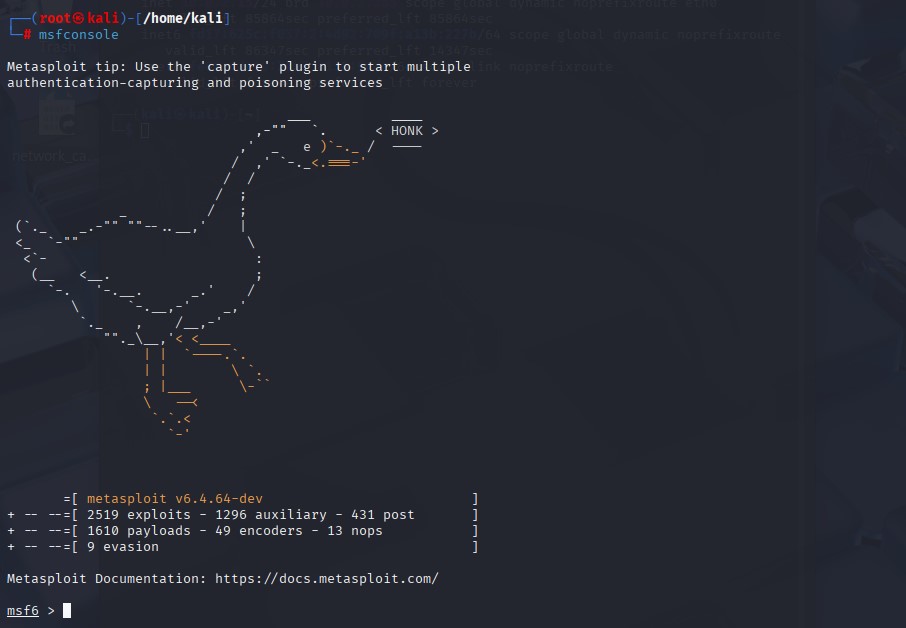 ┌──(root㉿kali)-[/home/kali]
└─# msfconsole
Metasploit tip: Use the 'capture' plugin to start multiple
authentication-capturing and poisoning services
< HONK >
e
=[ metasploit v6.4.64-dev ]
+ -- --=[ 2519 exploits - 1296 auxiliary - 431 post ]
+ -- --=[ 1610 payloads - 49 encoders - 13 nops ]
+ -- --=[ 9 evasion ]
Metasploit Documentation: https://docs.metasploit.com/
msf6 >